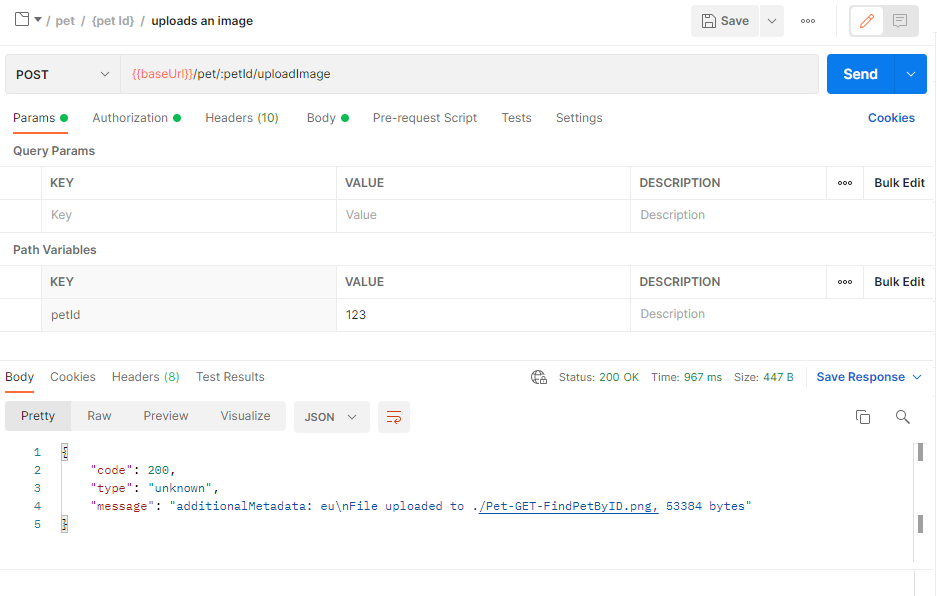 / pet / {pet Id} / uploads an image Save
POST {{baseUrl}}/pet/:petId/uploadImage Send
Params Authorization Headers (10) Body Pre-request Script Tests Settings Cookies
Query Params
KEY VALUE DESCRIPTION Bulk Edit
Key Value Description
Path Variables
KEY VALUE DESCRIPTION Bulk Edit
petId 123 Description
Body Cookies Headers (8) Test Results Status: 200 OK Time: 967 ms Size: 447 B Save Response
Pretty Raw Preview Visualize JSON
1 {
2 "code": 200,
3 "type": "unknown",
4 "message": "additionalMetadata: eu\nFile uploaded to ./Pet-GET-FindPetByID.png, 53384 bytes"
5 }